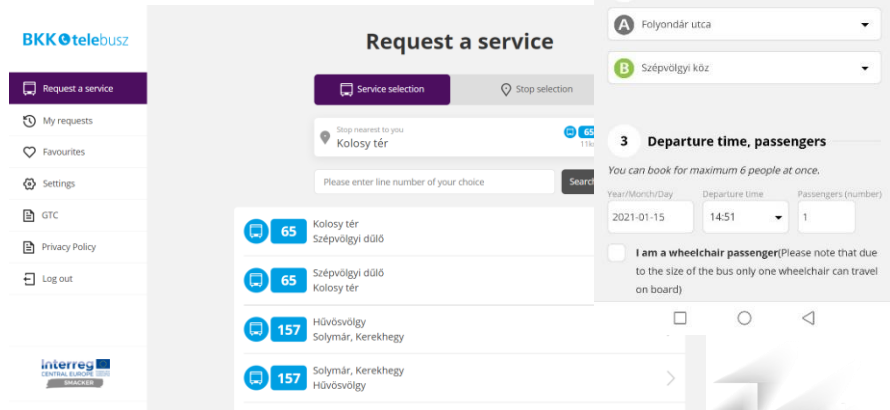 BKK telebusz
Request a service
My requests
Favourites
Settings
GTC
Privacy Policy
Log out
Interreg
CENTRAL EUROPE
SMACKER
Request a service
Service selection
Stop selection
Stop nearest to you
Kolosy tér
65
Please enter line number of your choice
Search
65
Kolosy tér
Szépvölgyi dűlő
65
Szépvölgyi dűlő
Kolosy tér
157
Hűvösvölgy
Solymár, Kerekhegy
157
Solymár, Kerekhegy
Hűvösvölgy
A Folyondár utca
B Szépvölgyi köz
3 Departure time, passengers
You can book for maximum 6 people at once.
Year/Month/Day Departure time Passengers (number)
2021-01-15 14:51 1
I am a wheelchair passenger(Please note that due
to the size of the bus only one wheelchair can travel
on board)